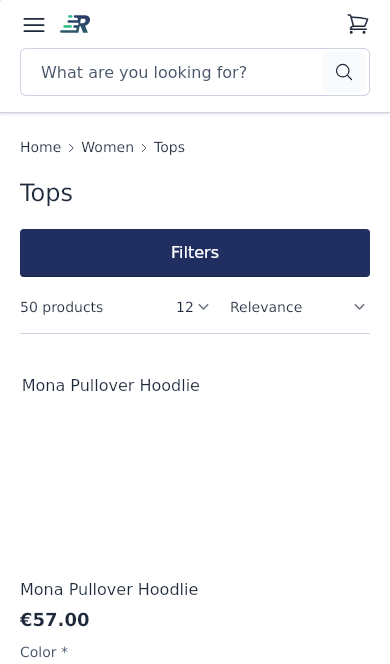 R
What are you looking for?
Home > Women > Tops
Tops
Filters
50 products 12 Relevance
Mona Pullover Hoodlie
Mona Pullover Hoodlie
€57.00
Color *